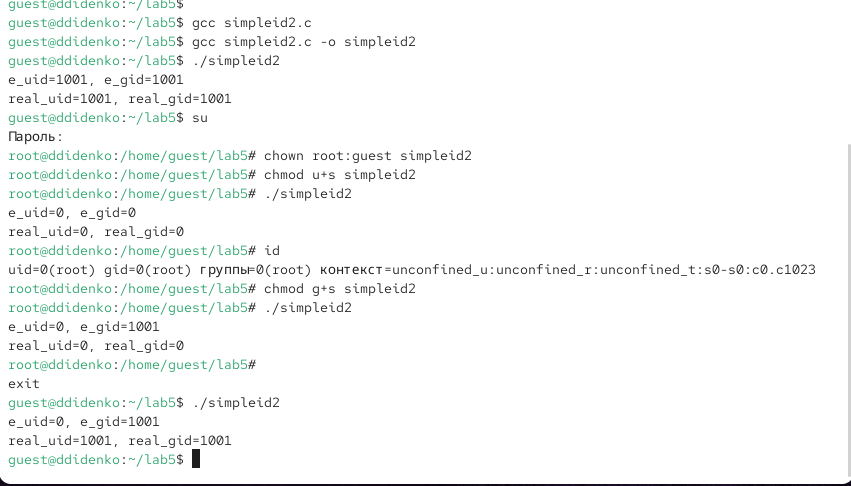 guest@ddidenko:~/lab5$
guest@ddidenko:~/lab5$ gcc simpleid2.c
guest@ddidenko:~/lab5$ gcc simpleid2.c -o simpleid2
guest@ddidenko:~/lab5$ ./simpleid2
e_uid=1001, e_gid=1001
real_uid=1001, real_gid=1001
guest@ddidenko:~/lab5$ su
Пароль:
root@ddidenko:/home/guest/lab5# chown root:guest simpleid2
root@ddidenko:/home/guest/lab5# chmod u+s simpleid2
root@ddidenko:/home/guest/lab5# ./simpleid2
e_uid=0, e_gid=0
real_uid=0, real_gid=0
root@ddidenko:/home/guest/lab5# id
uid=0(root) gid=0(root) группы=0(root) контекст=unconfined_u:unconfined_r:unconfined_t:s0-s0:c0.c1023
root@ddidenko:/home/guest/lab5# chmod g+s simpleid2
root@ddidenko:/home/guest/lab5# ./simpleid2
e_uid=0, e_gid=1001
real_uid=0, real_gid=0
root@ddidenko:/home/guest/lab5#
exit
guest@ddidenko:~/lab5$ ./simpleid2
e_uid=0, e_gid=1001
real_uid=1001, real_gid=1001
guest@ddidenko:~/lab5$